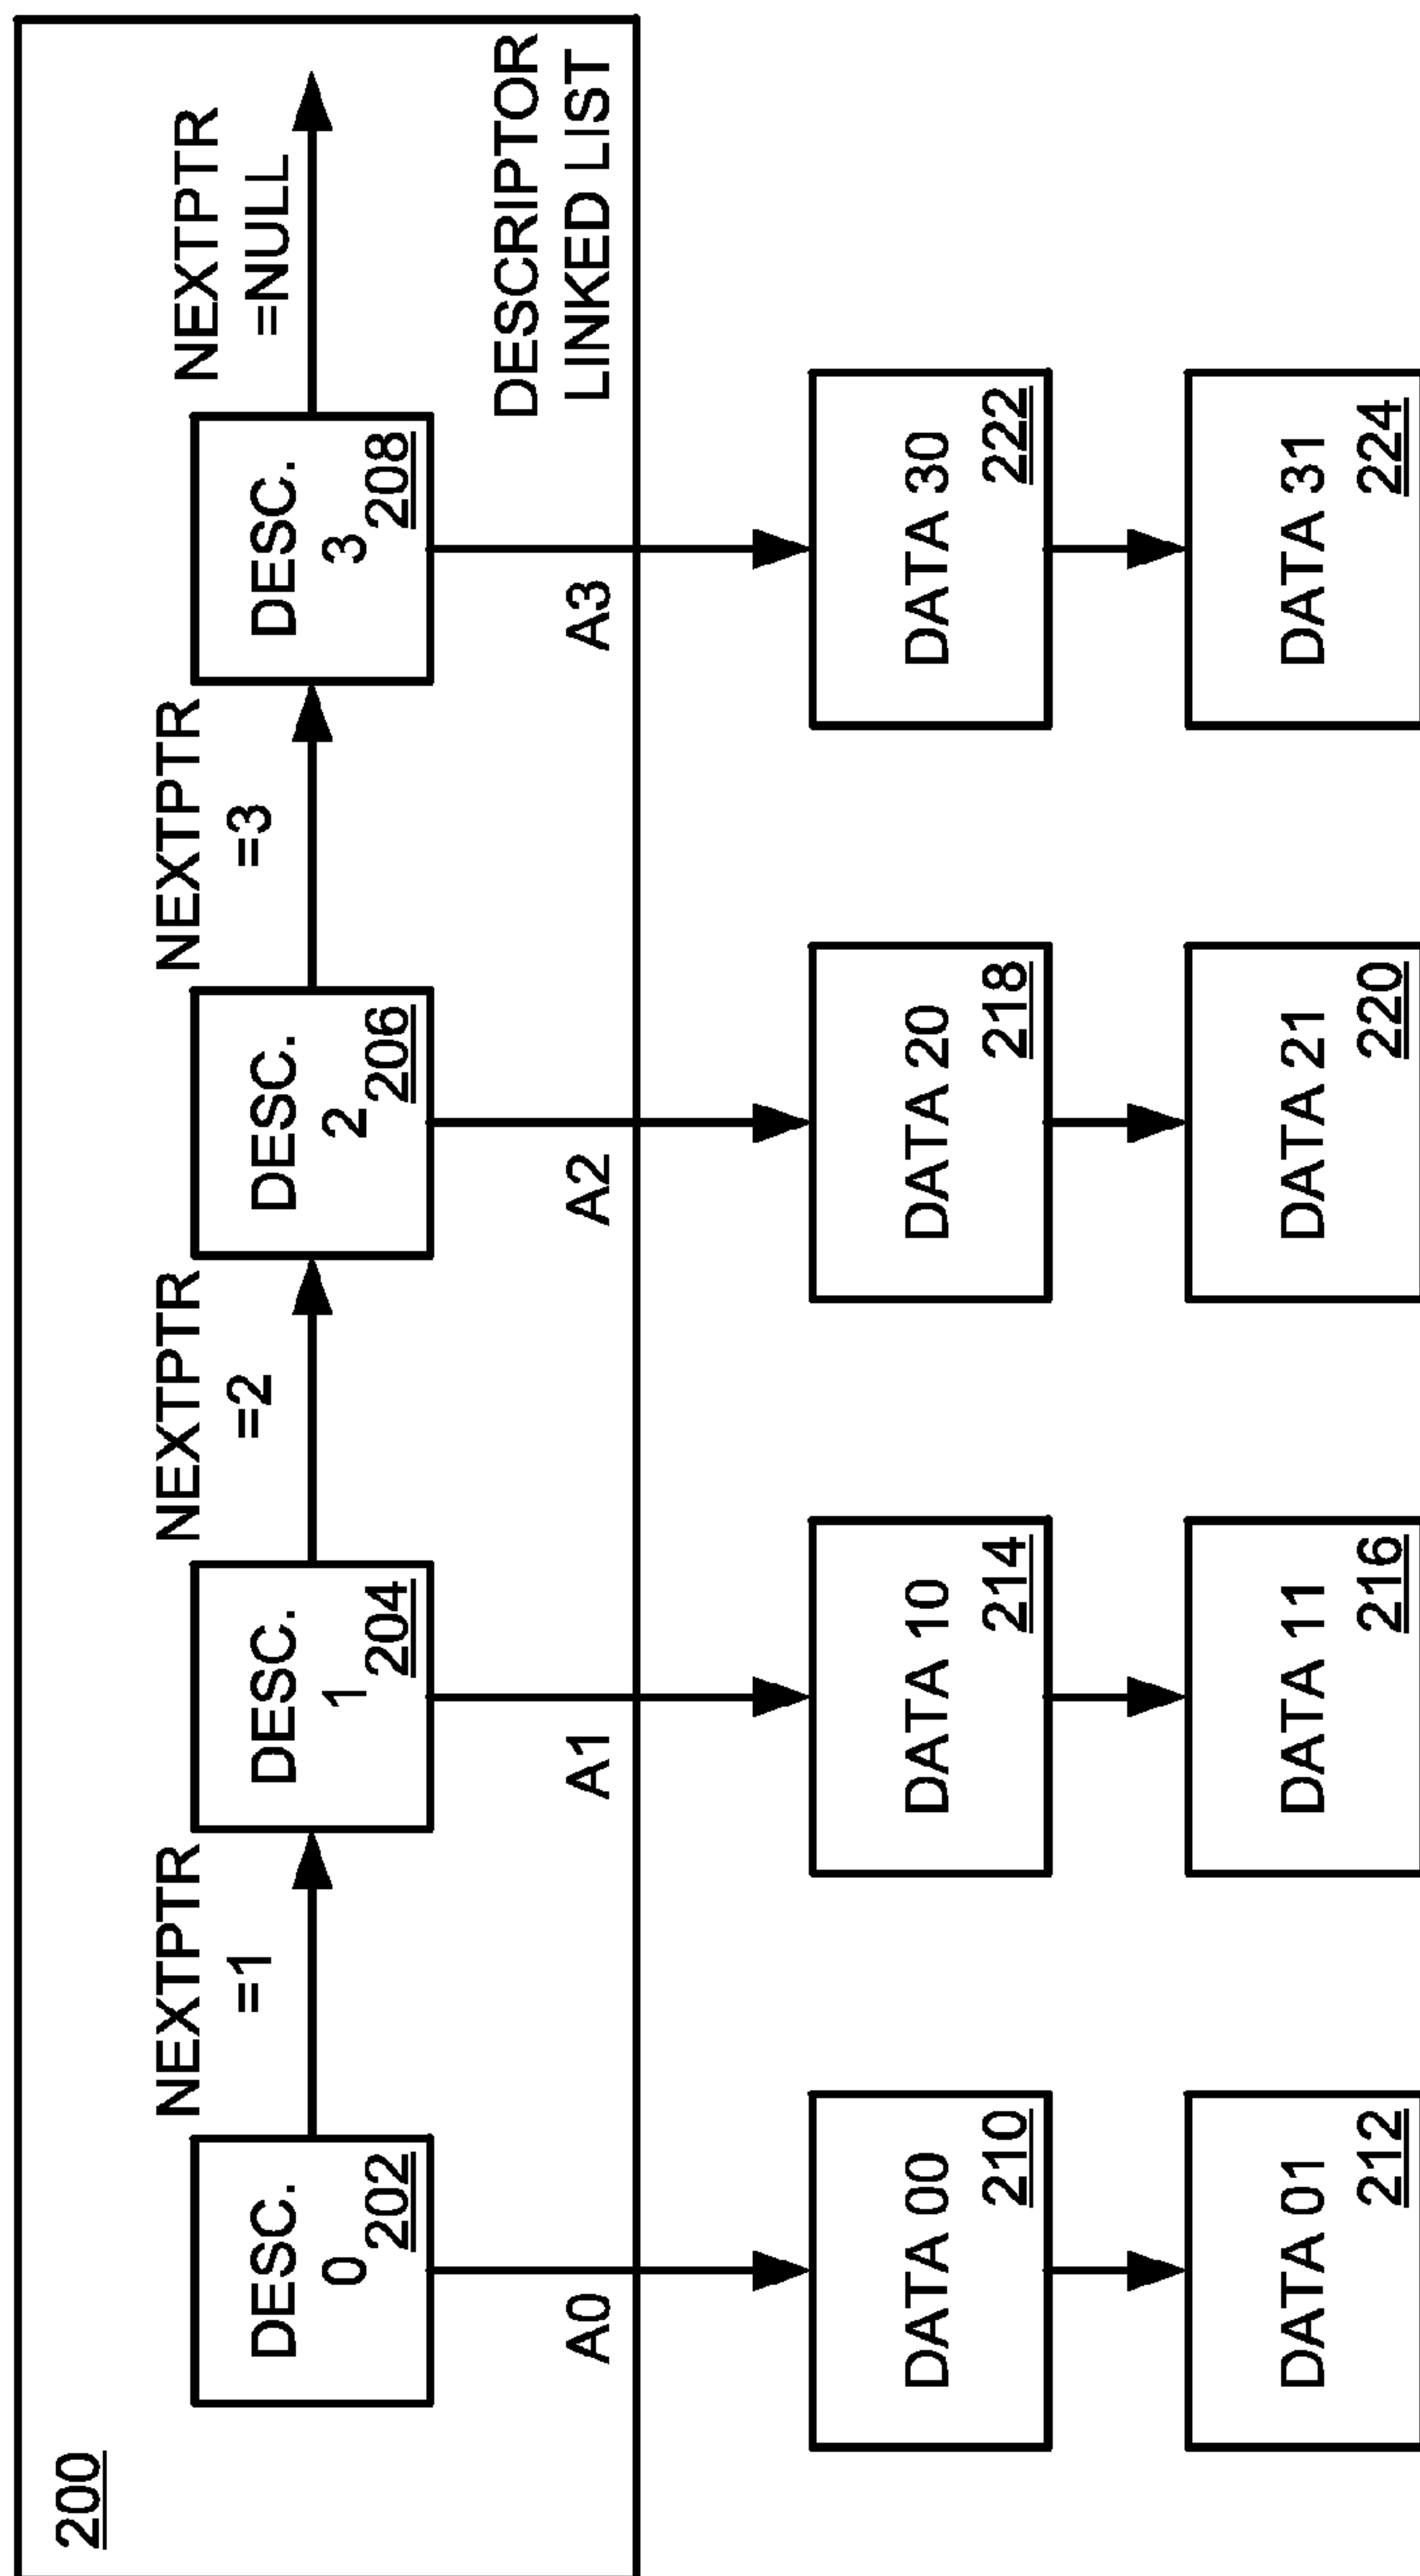 200
NEXTPTR
=1
NEXTPTR
=2
NEXTPTR
=3
NEXTPTR
=NULL
DESC.
0
202
DESC.
1
204
DESC.
2
206
DESC.
3
208
DESCRIPTOR
LINKED LIST
A0
A1
A2
A3
DATA 00
210
DATA 10
214
DATA 20
218
DATA 30
222
DATA 01
212
DATA 11
216
DATA 21
220
DATA 31
224